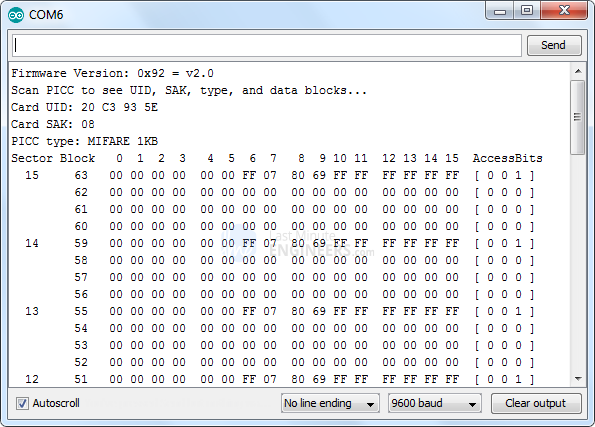 COM6
Send
Firmware Version: 0x92 = v2.0
Scan PICC to see UID, SAK, type, and data blocks...
Card UID: 20 C3 93 5E
Card SAK: 08
PICC type: MIFARE 1KB
Sector Block 0 1 2 3 4 5 6 7 8 9 10 11 12 13 14 15 AccessBits
15 63 00 00 00 00 00 00 FF 07 80 69 FF FF FF FF FF FF [ 0 0 1 ]
62 00 00 00 00 00 00 00 00 00 00 00 00 00 00 00 00 [ 0 0 0 ]
61 00 00 00 00 00 00 00 00 00 00 00 00 00 00 00 00 [ 0 0 0 ]
60 00 00 00 00 00 00 00 00 00 00 00 00 00 00 00 00 [ 0 0 0 ]
14 59 00 00 00 00 00 00 FF 07 80 69 FF FF FF FF FF FF [ 0 0 1 ]
58 00 00 00 00 00 00 00 00 00 00 00 00 00 00 00 00 [ 0 0 0 ]
57 00 00 00 00 00 00 00 00 00 00 00 00 00 00 00 00 [ 0 0 0 ]
56 00 00 00 00 00 00 00 00 00 00 00 00 00 00 00 00 [ 0 0 0 ]
13 55 00 00 00 00 00 00 FF 07 80 69 FF FF FF FF FF FF [ 0 0 1 ]
54 00 00 00 00 00 00 00 00 00 00 00 00 00 00 00 00 [ 0 0 0 ]
53 00 00 00 00 00 00 00 00 00 00 00 00 00 00 00 00 [ 0 0 0 ]
52 00 00 00 00 00 00 00 00 00 00 00 00 00 00 00 00 [ 0 0 0 ]
12 51 00 00 00 00 00 00 FF 07 80 69 FF FF FF FF FF FF [ 0 0 1 ]
Last Minute
ENGINEERS.com
Autoscroll
No line ending
9600 baud
Clear output